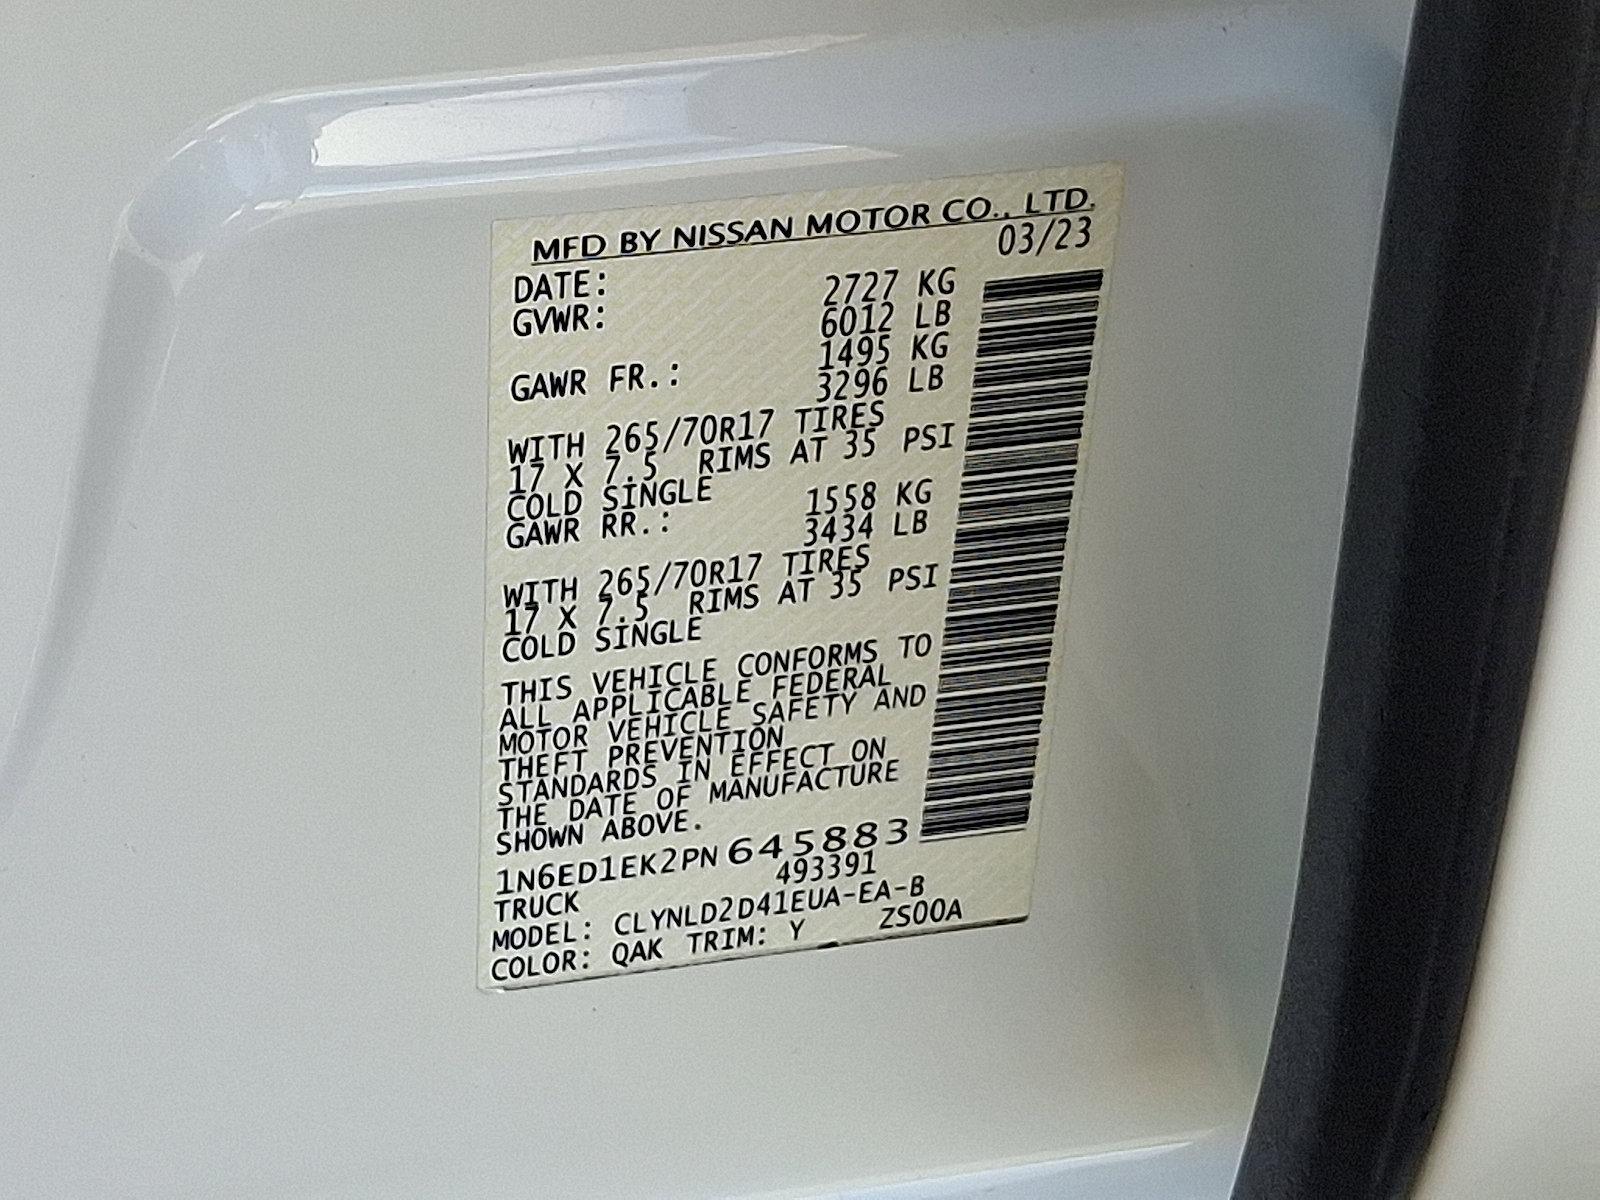 MFD BY NISSAN MOTOR CO., LTD.
DATE: 03/23
GVWR: 2727 KG
6012 LB
GAWR FR.: 1495 KG
3296 LB
WITH 265/70R17 TIRES
17 X 7.5 RIMS AT 35 PSI
COLD SINGLE
GAWR RR.: 1558 KG
3434 LB
WITH 265/70R17 TIRES
17 X 7.5 RIMS AT 35 PSI
COLD SINGLE
THIS VEHICLE CONFORMS TO
ALL APPLICABLE FEDERAL
MOTOR VEHICLE SAFETY AND
THEFT PREVENTION
STANDARDS IN EFFECT ON
THE DATE OF MANUFACTURE
SHOWN ABOVE.
1N6ED1EK2PN645883
TRUCK 493391
MODEL: CLYNLD2D41EUA-EA-B
COLOR: QAK TRIM: Y ZS00A